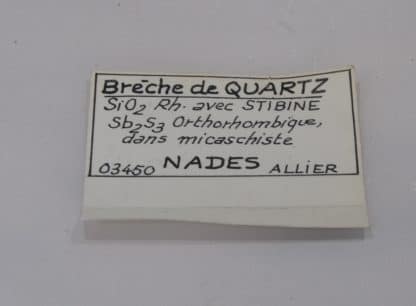 Brèche de QUARTZ
SiO₂ Rh. avec STIBINE
Sb₂S₃ Orthorhombique,
dans micaschiste
03450 NADES ALLIER